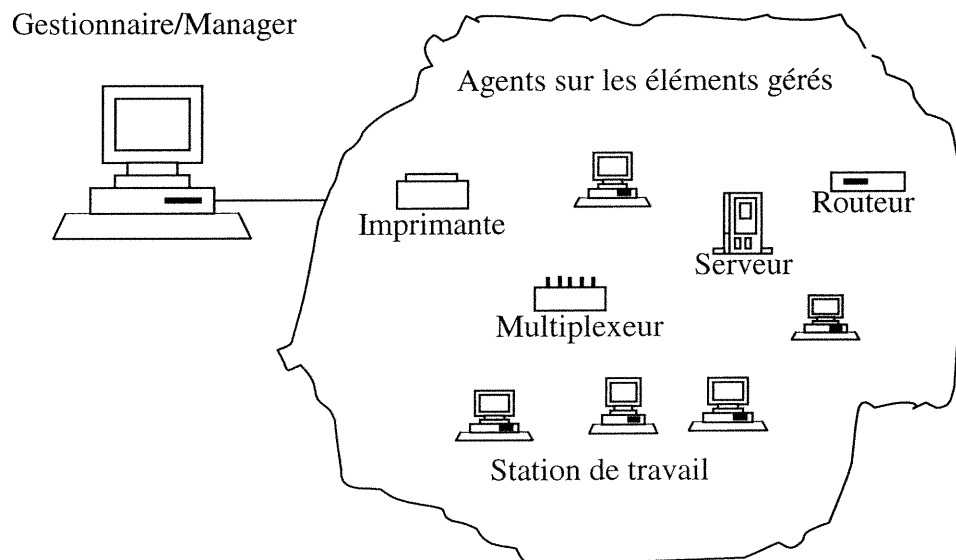 Gestionnaire/Manager
Agents sur les éléments gérés
Imprimante
Routeur
Serveur
Multiplexeur
Station de travail